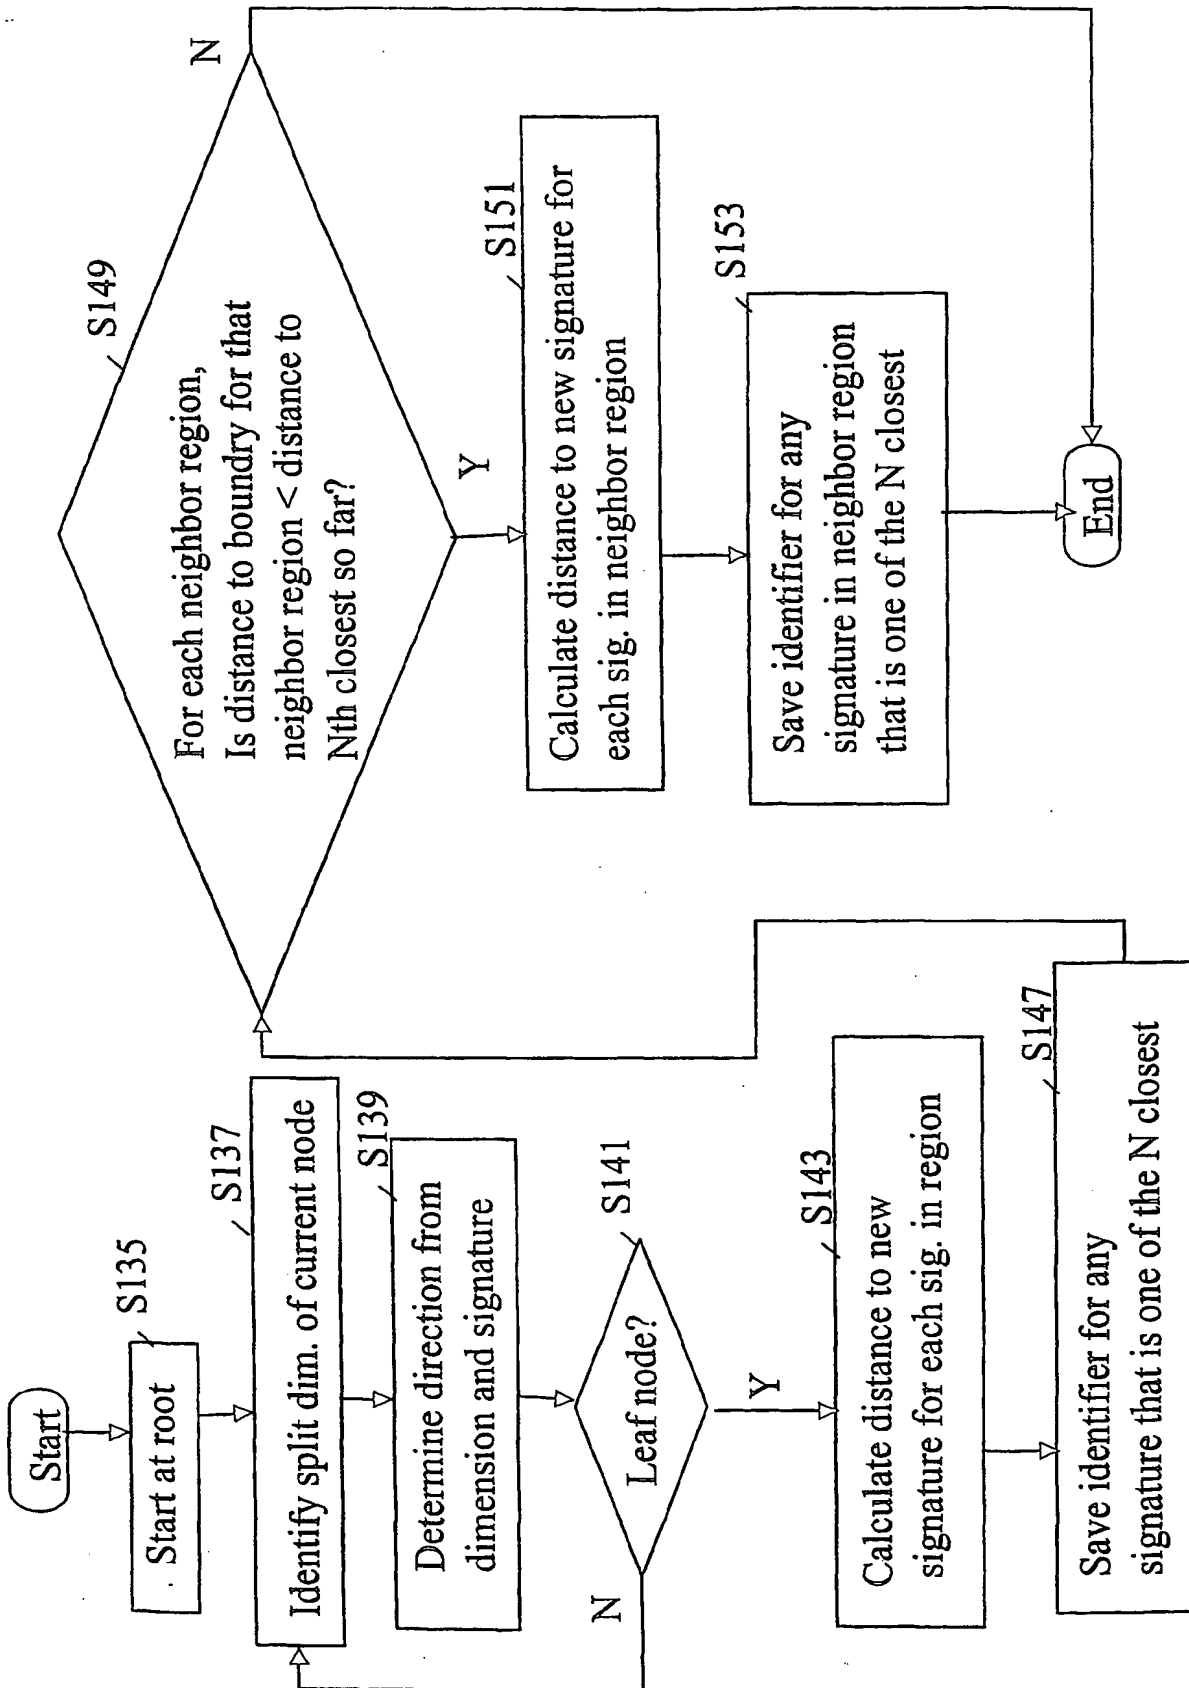 Start
S135
Start at root
S137
Identify split dim. of current node
S139
Determine direction from
dimension and signature
S141
Leaf node?
N
Y
S143
Calculate distance to new
signature for each sig. in region
S147
Save identifier for any
signature that is one of the N closest
S149
For each neighbor region,
Is distance to boundry for that
neighbor region < distance to
Nth closest so far?
N
Y
S151
Calculate distance to new signature for
each sig. in neighbor region
S153
Save identifier for any
signature in neighbor region
that is one of the N closest
End